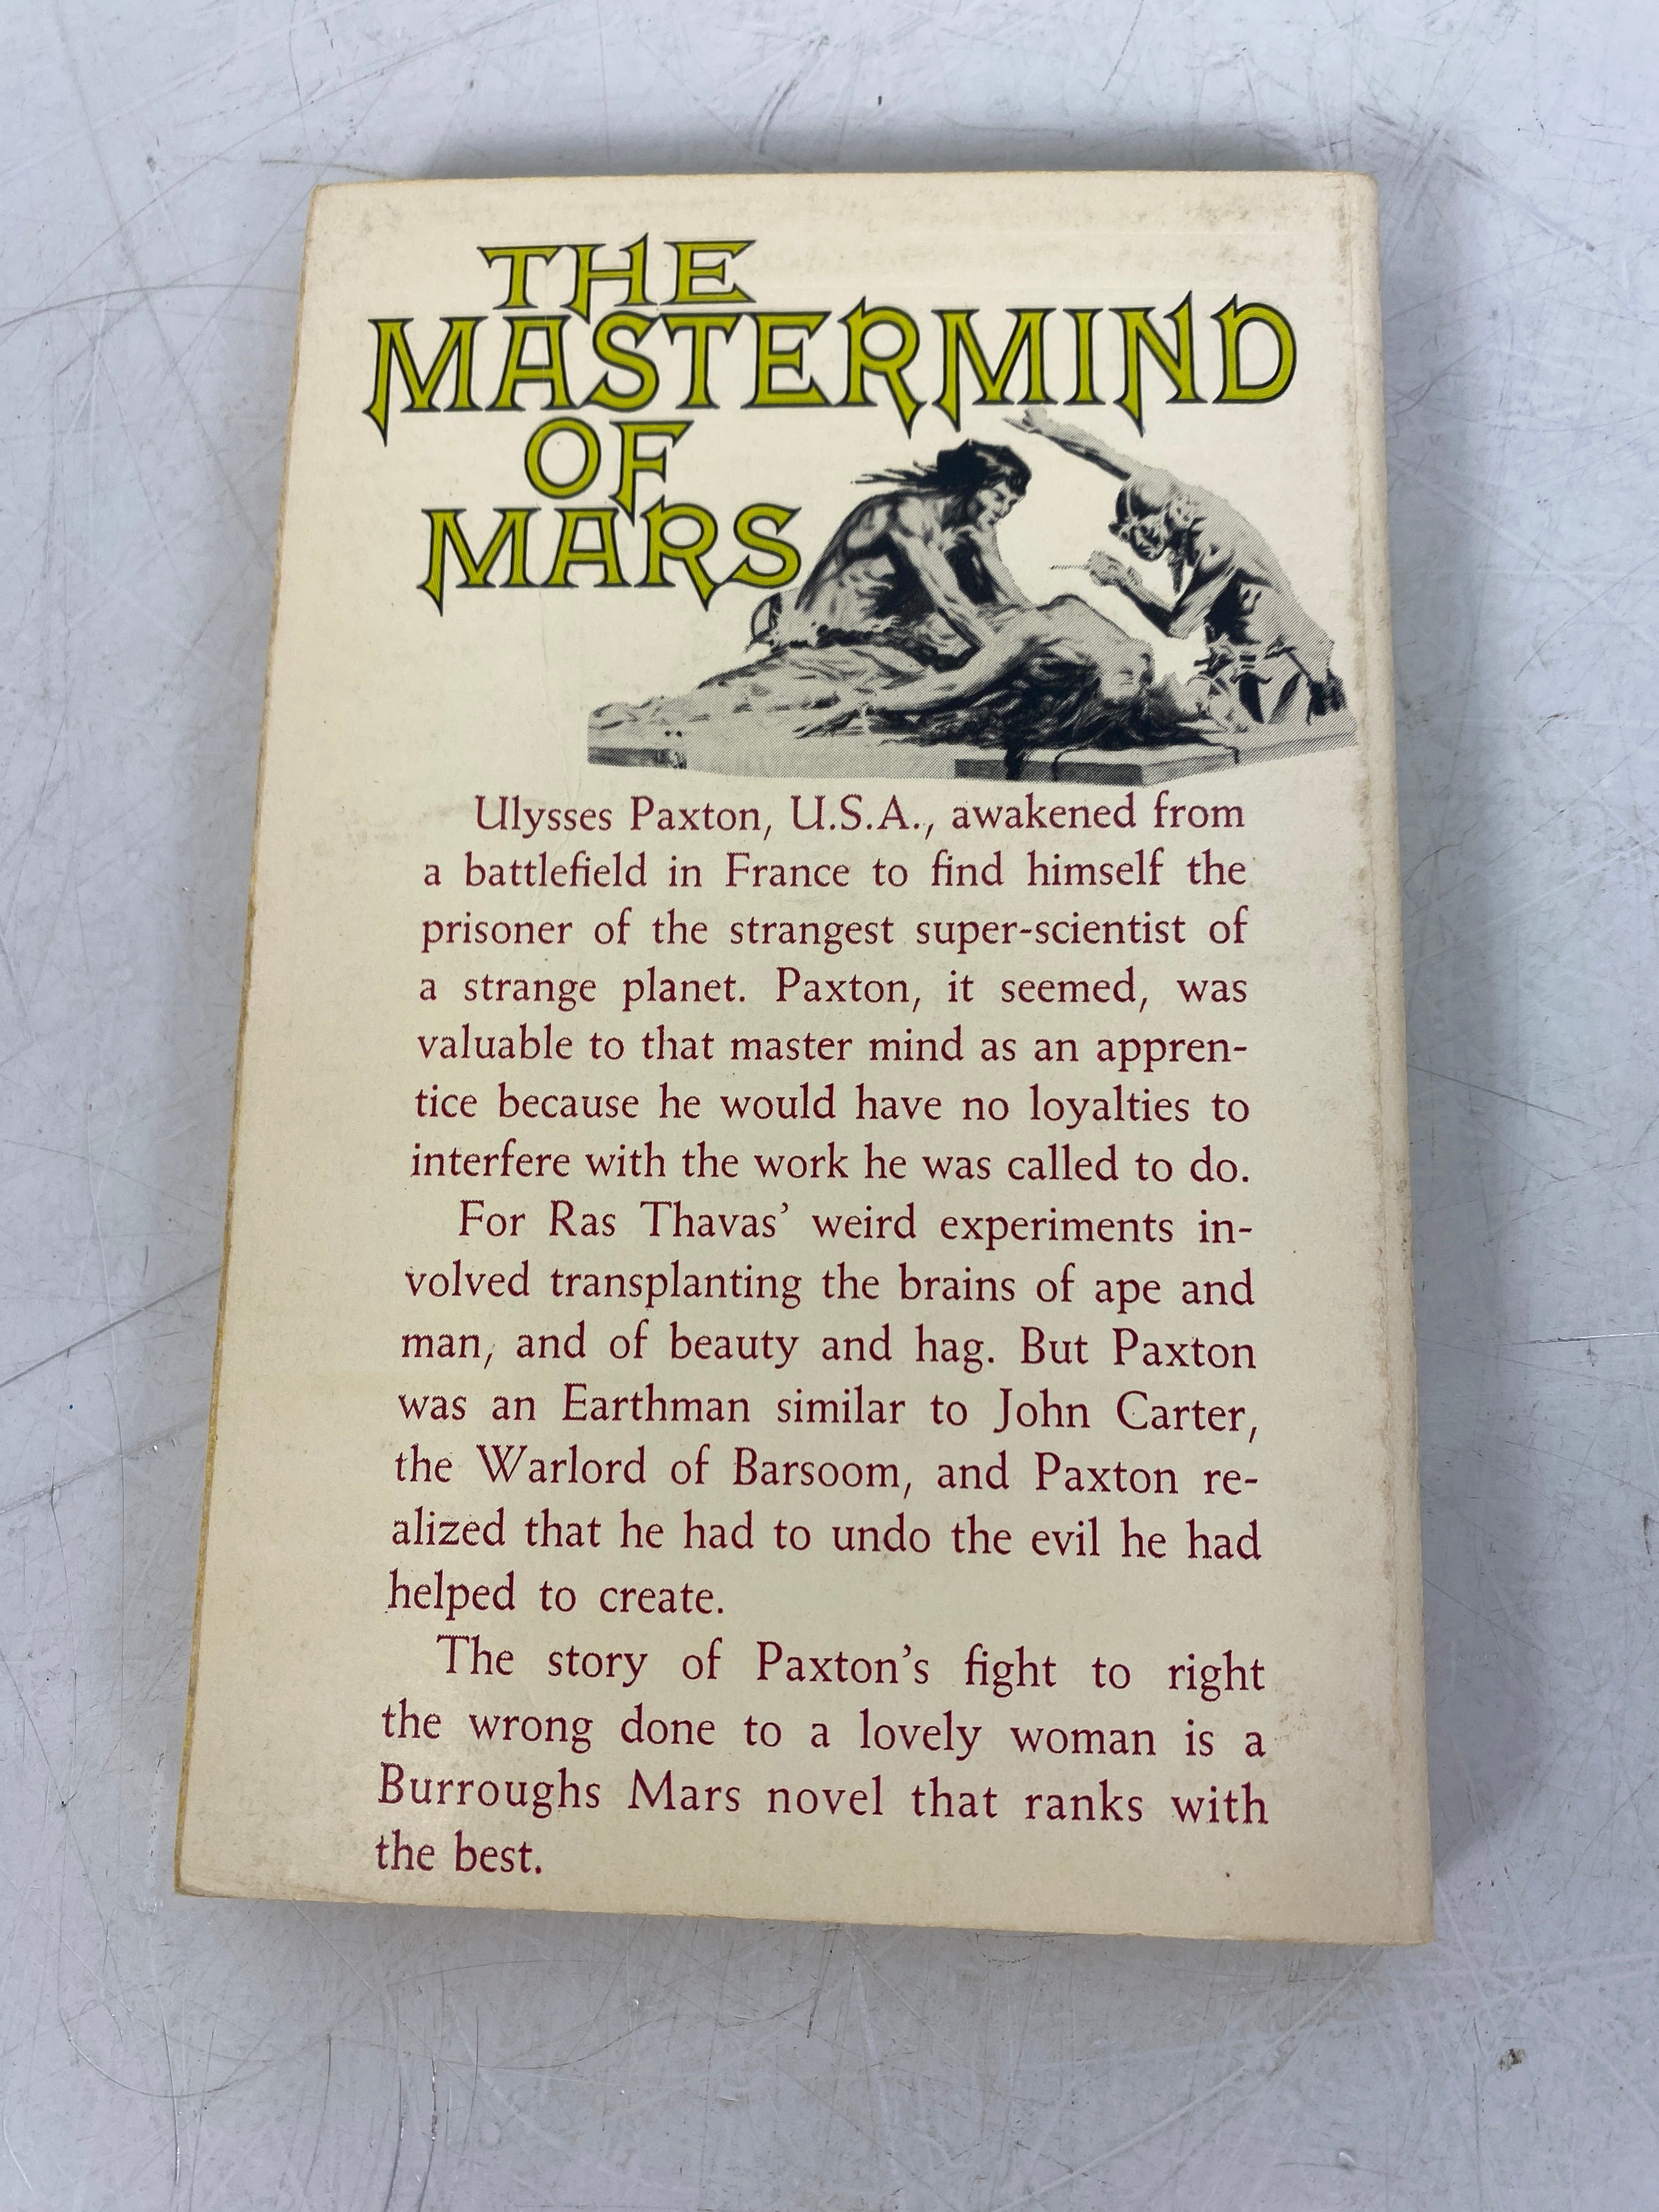 THE
MASTERMIND
OF
MARS
Ulysses Paxton, U.S.A., awakened from
a battlefield in France to find himself the
prisoner of the strangest super-scientist of
a strange planet. Paxton, it seemed, was
valuable to that master mind as an appren-
tice because he would have no loyalties to
interfere with the work he was called to do.
For Ras Thavas’ weird experiments in-
volved transplanting the brains of ape and
man, and of beauty and hag. But Paxton
was an Earthman similar to John Carter,
the Warlord of Barsoom, and Paxton re-
alized that he had to undo the evil he had
helped to create.
The story of Paxton’s fight to right
the wrong done to a lovely woman is a
Burroughs Mars novel that ranks with
the best.